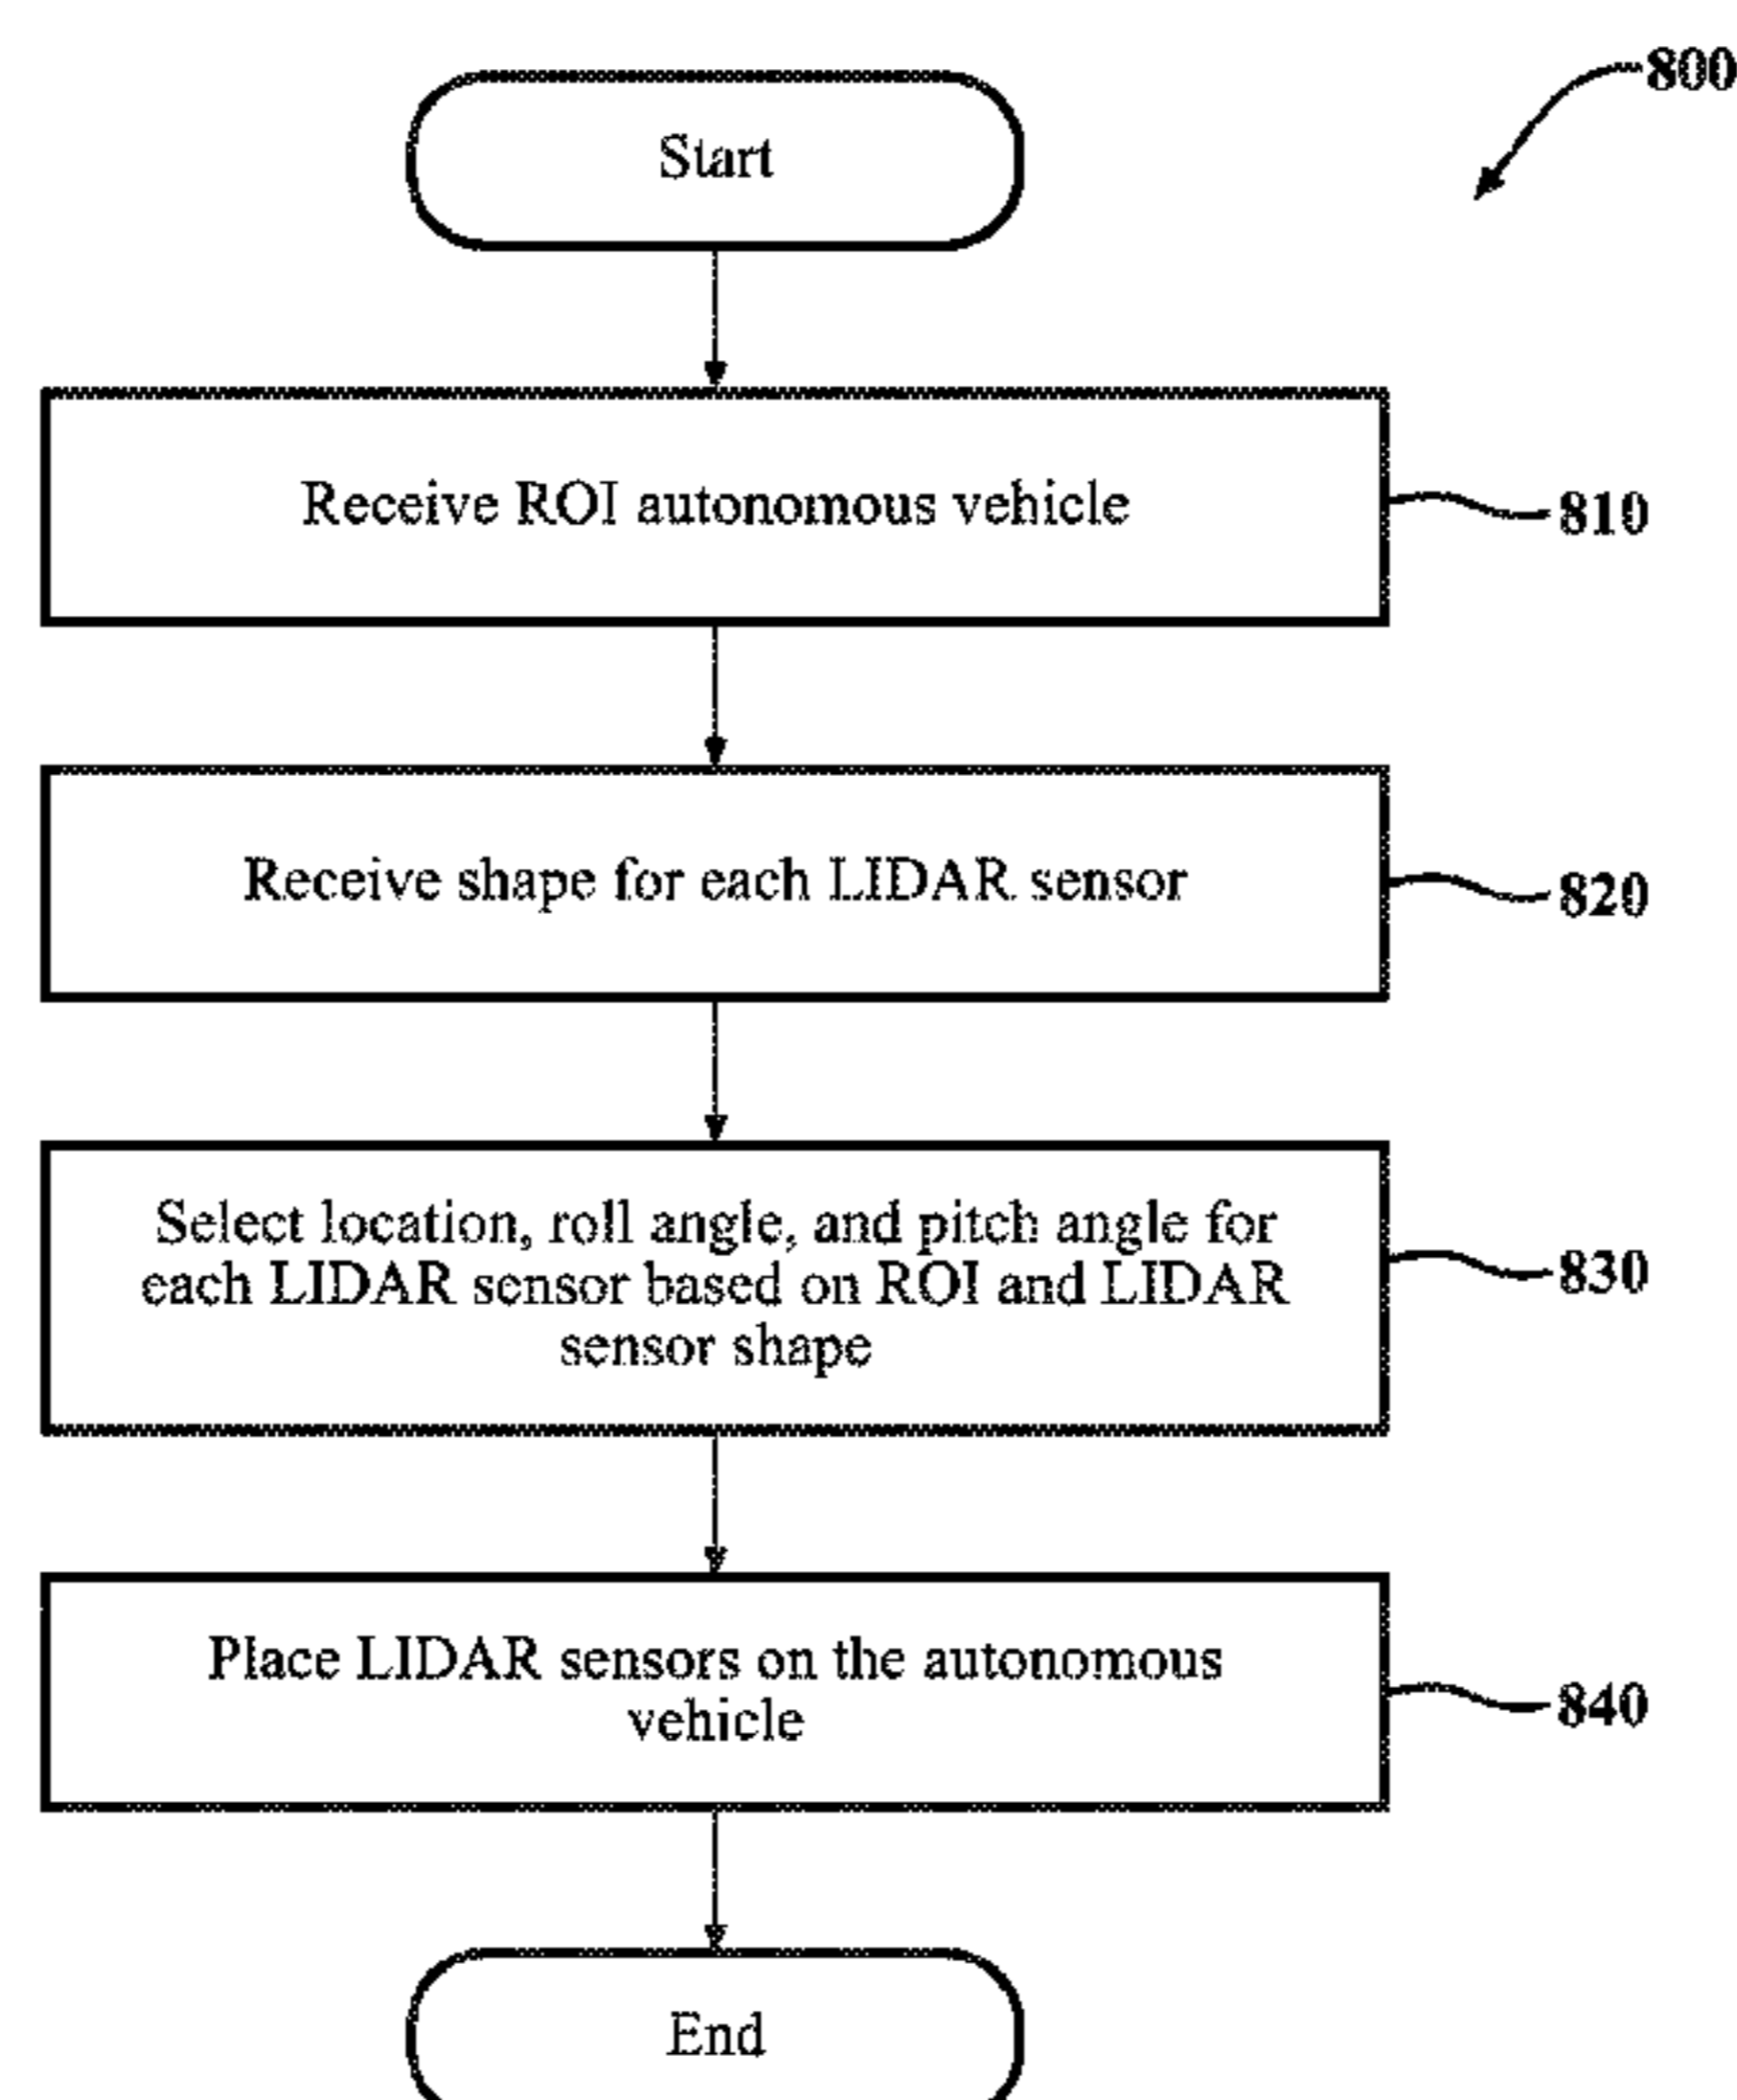 800
Start
Receive ROI autonomous vehicle
810
Receive shape for each LIDAR sensor
820
Select location, roll angle, and pitch angle for
each LIDAR sensor based on ROI and LIDAR
sensor shape
830
Place LIDAR sensors on the autonomous
vehicle
840
End